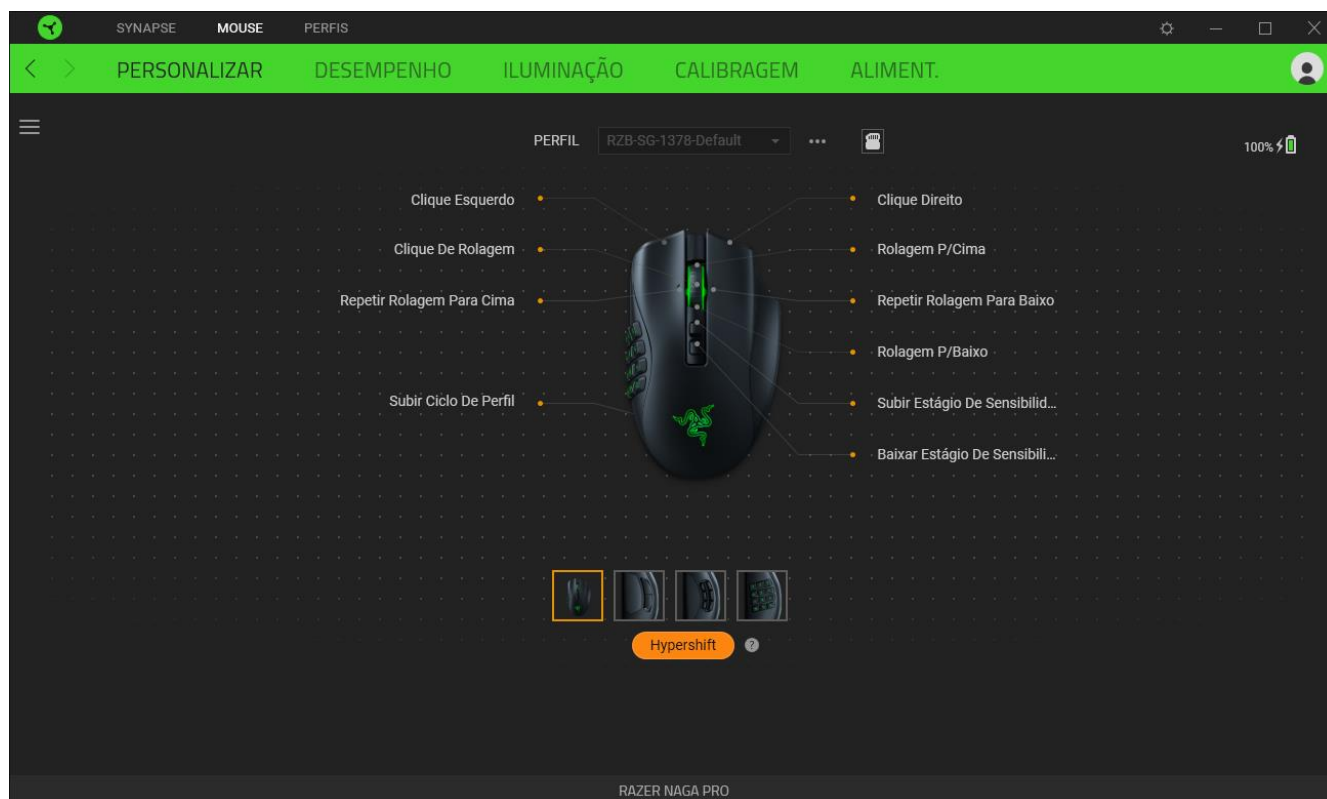 SYNAPSE MOUSE PERFIS
PERSONALIZAR DESEMPENHO ILUMINAÇÃO CALIBRAGEM ALIMENT.
PERFIL RZB-SG-1378-Default
100%
Clique Esquerdo Clique Direito
Clique De Rolagem Rolagem P/Cima
Repetir Rolagem Para Cima Repetir Rolagem Para Baixo
Rolagem P/Baixo
Subir Ciclo De Perfil Subir Estágio De Sensibilid...
Baixar Estágio De Sensibili...
Hypershift ?
RAZER NAGA PRO